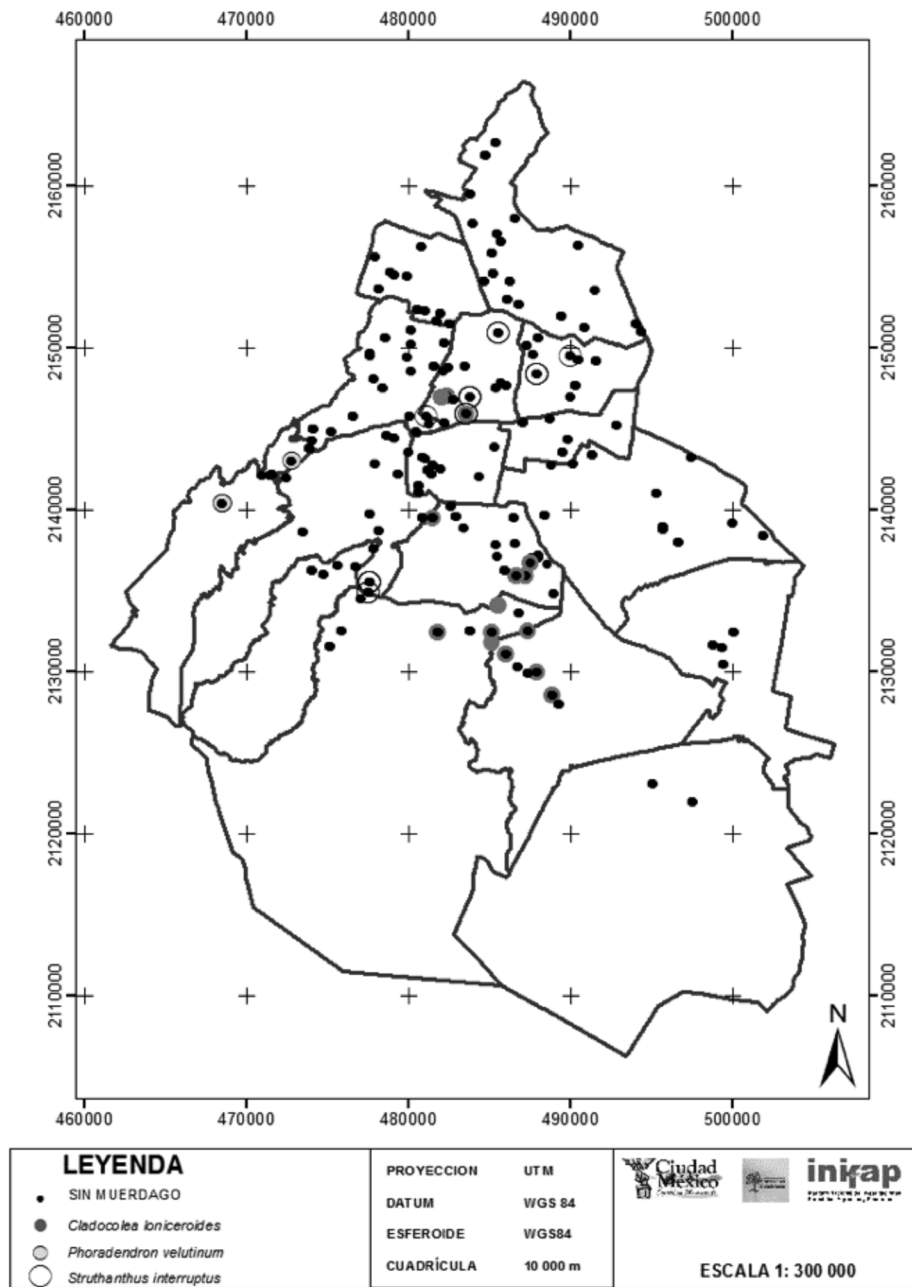 460000 470000 480000 490000 500000
2160000 2160000
2150000 2150000
2140000 2140000
2130000 2130000
2120000 2120000
2110000 2110000
N
460000 470000 480000 490000 500000
LEYENDA
SIN MUERDAGO
Cladocolea loniceroides
Phoradendron velutinum
Struthanthus interruptus
PROYECCION UTM
DATUM WGS 84
ESFEROIDE WGS84
CUADRÍCULA 10 000 m
Ciudad
México
inifap
ESCALA 1: 300 000